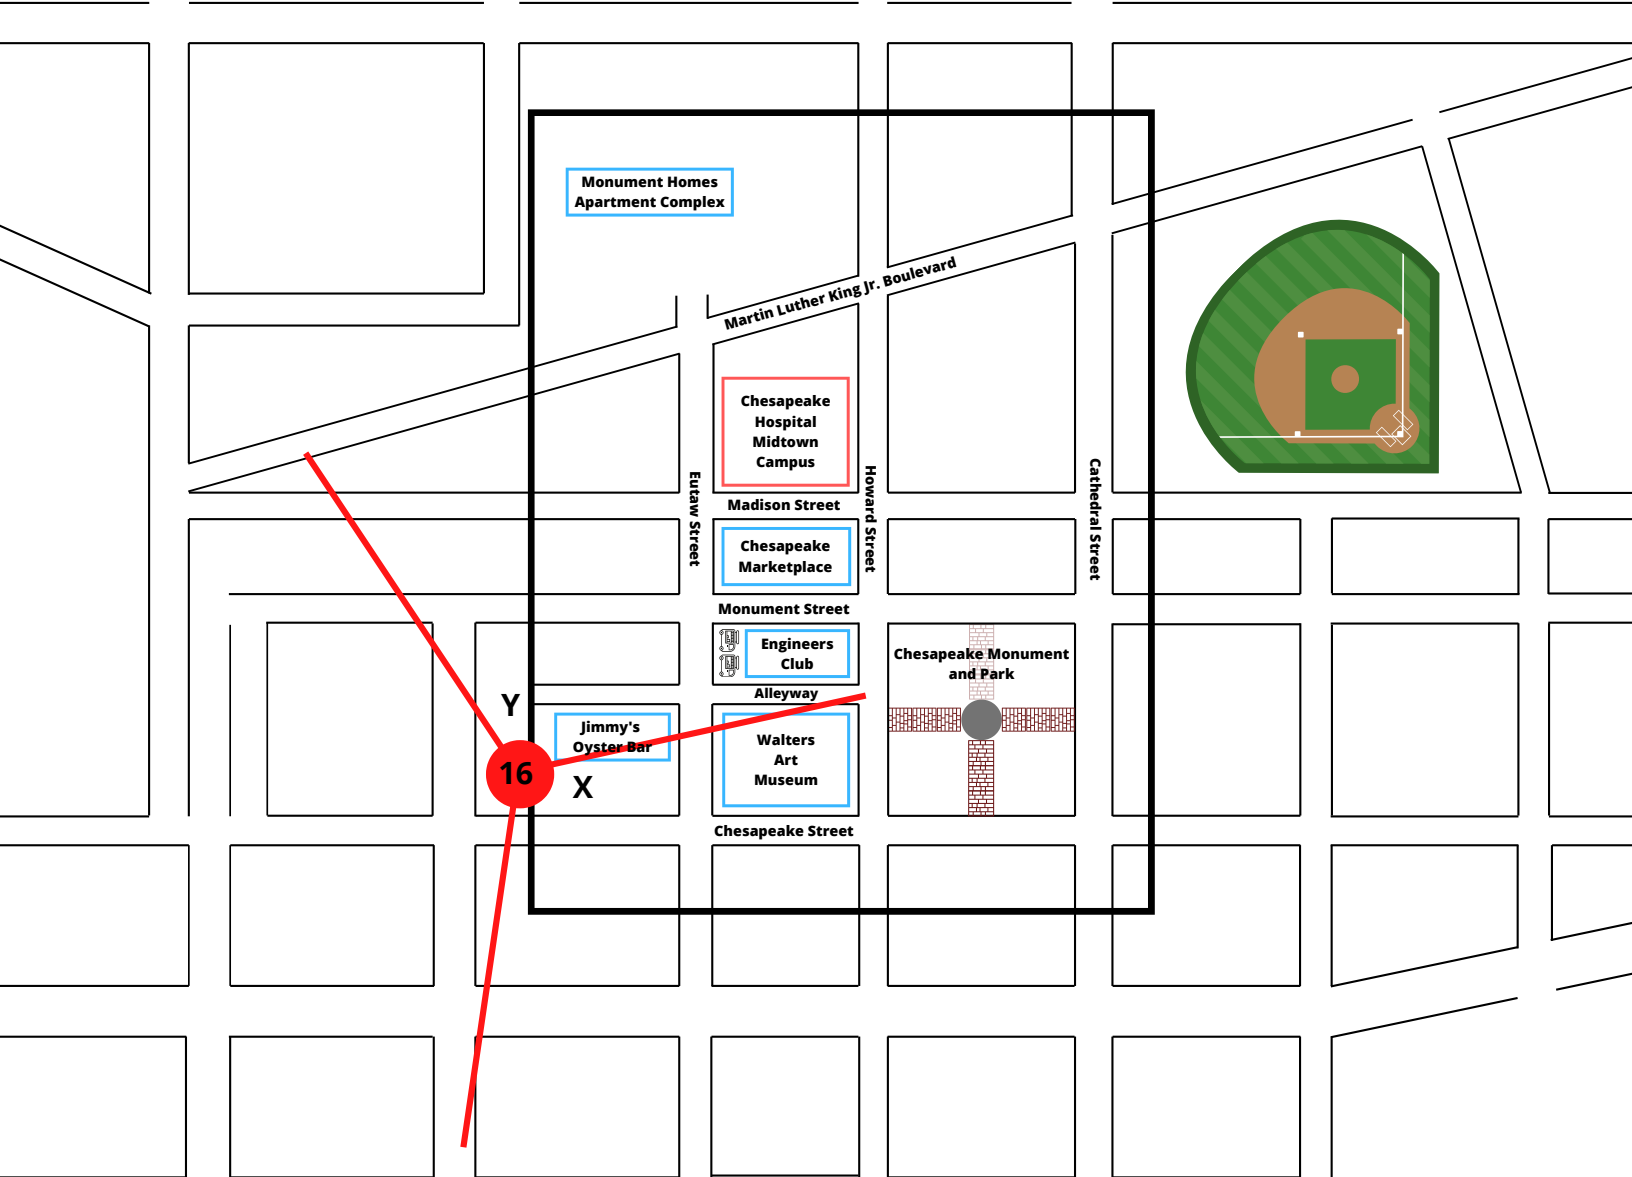 Monument Homes
Apartment Complex
Martin Luther King Jr. Boulevard
Chesapeake
Hospital
Midtown
Campus
Eutaw Street
Howard Street
Cathedral Street
Madison Street
Chesapeake
Marketplace
Monument Street
Engineers
Club
Chesapeake Monument
and Park
Alleyway
Y
Jimmy's
Oyster Bar
Walters
Art
Museum
16
X
Chesapeake Street